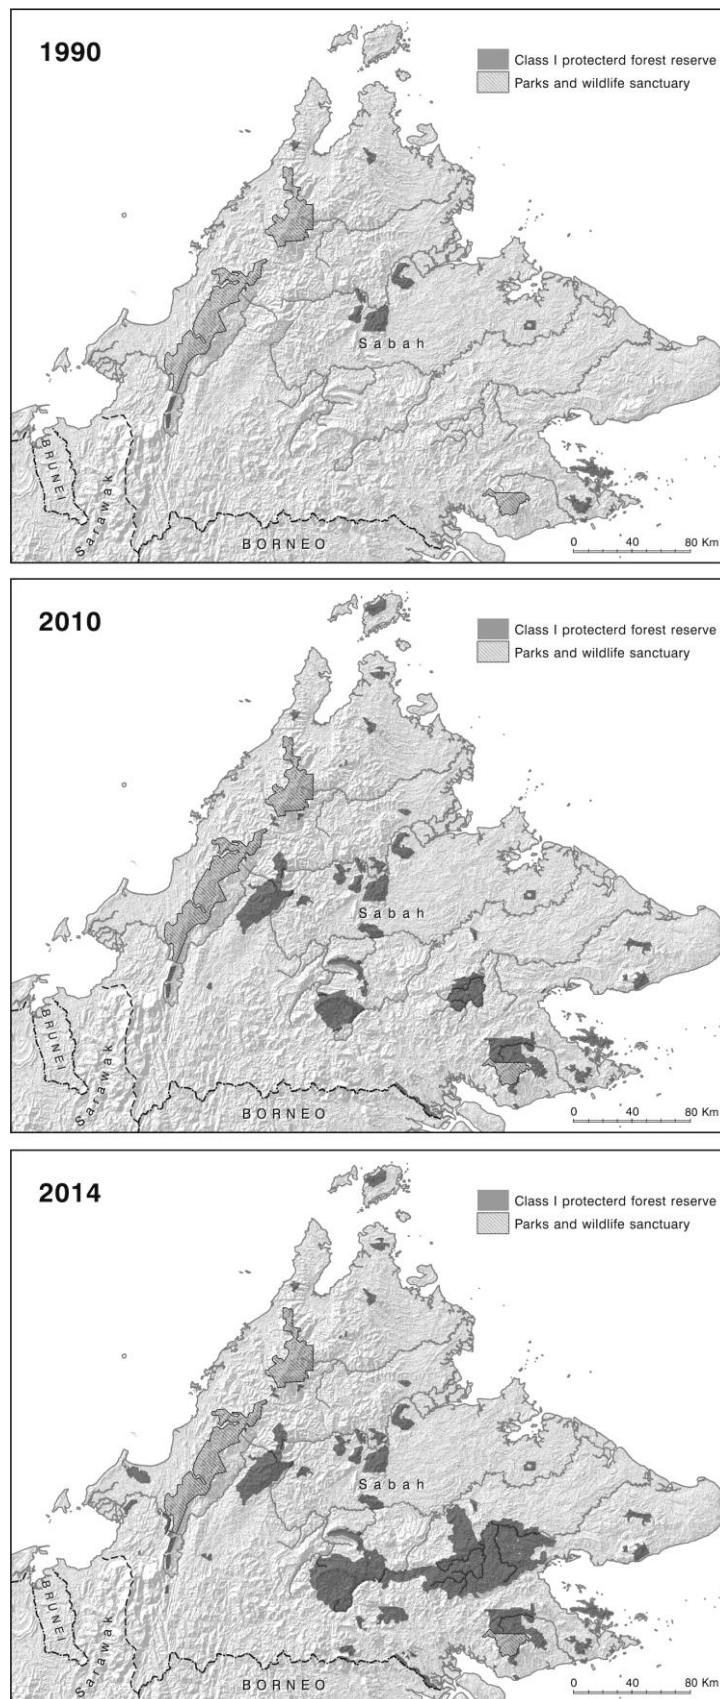 1990
Class I protecterd forest reserve
Parks and wildlife sanctuary
Sabah
BRUNEI
Sarawak
BORNEO
0 40 80 Km
2010
Class I protecterd forest reserve
Parks and wildlife sanctuary
Sabah
BRUNEI
Sarawak
BORNEO
0 40 80 Km
2014
Class I protecterd forest reserve
Parks and wildlife sanctuary
Sabah
BRUNEI
Sarawak
BORNEO
0 40 80 Km